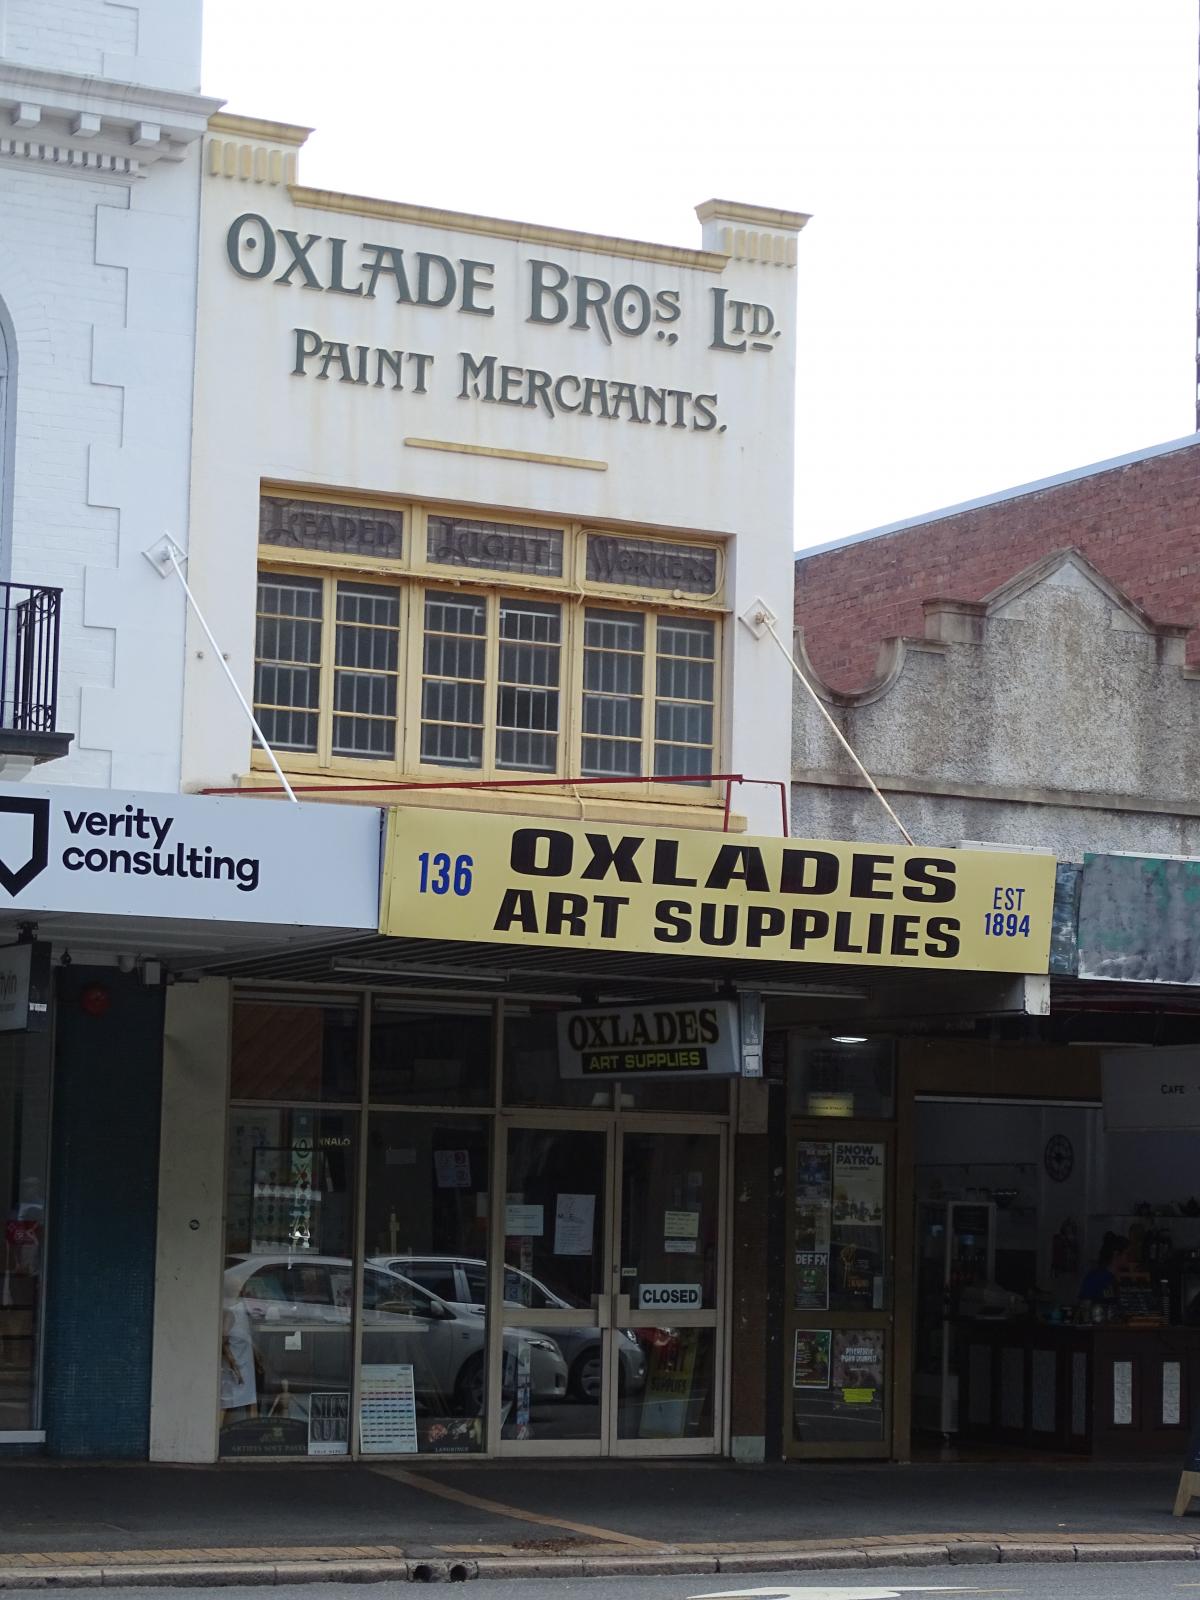 OXLADE BROS., LTD.
PAINT MERCHANTS.
LEADED LIGHT WORKERS
verity
consulting
136
OXLADES
ART SUPPLIES
EST
1894
OXLADES
ART SUPPLIES
CAFE
SNOW
PATROL
DEF FX
CLOSED
SUPPLIES